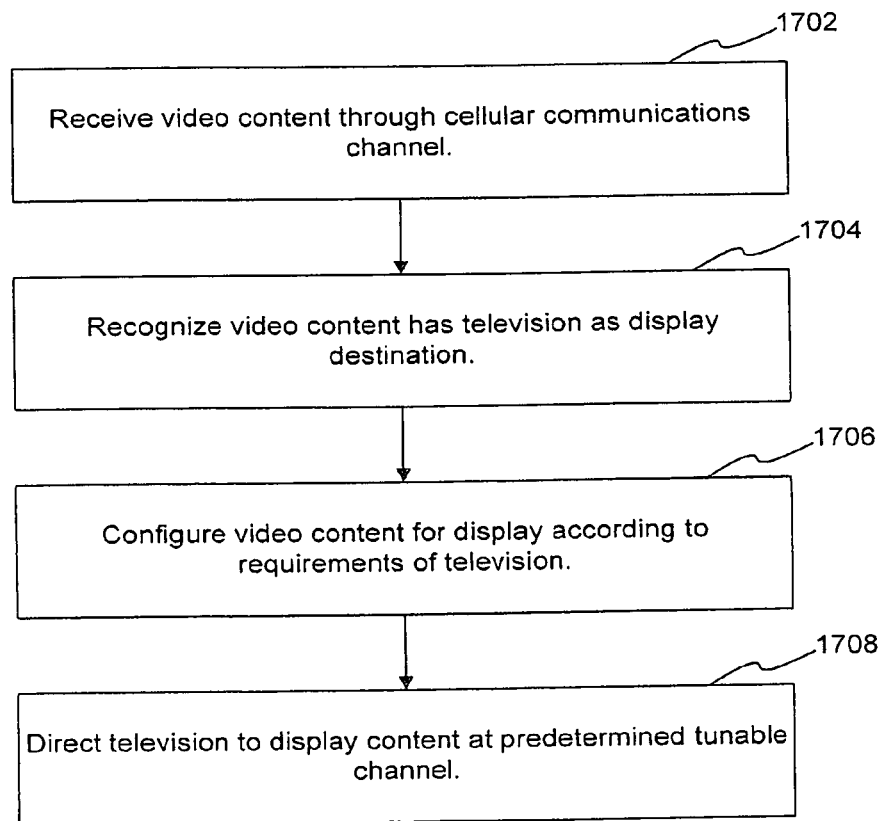 1702
Receive video content through cellular communications
channel.
1704
Recognize video content has television as display
destination.
1706
Configure video content for display according to
requirements of television.
1708
Direct television to display content at predetermined tunable
channel.